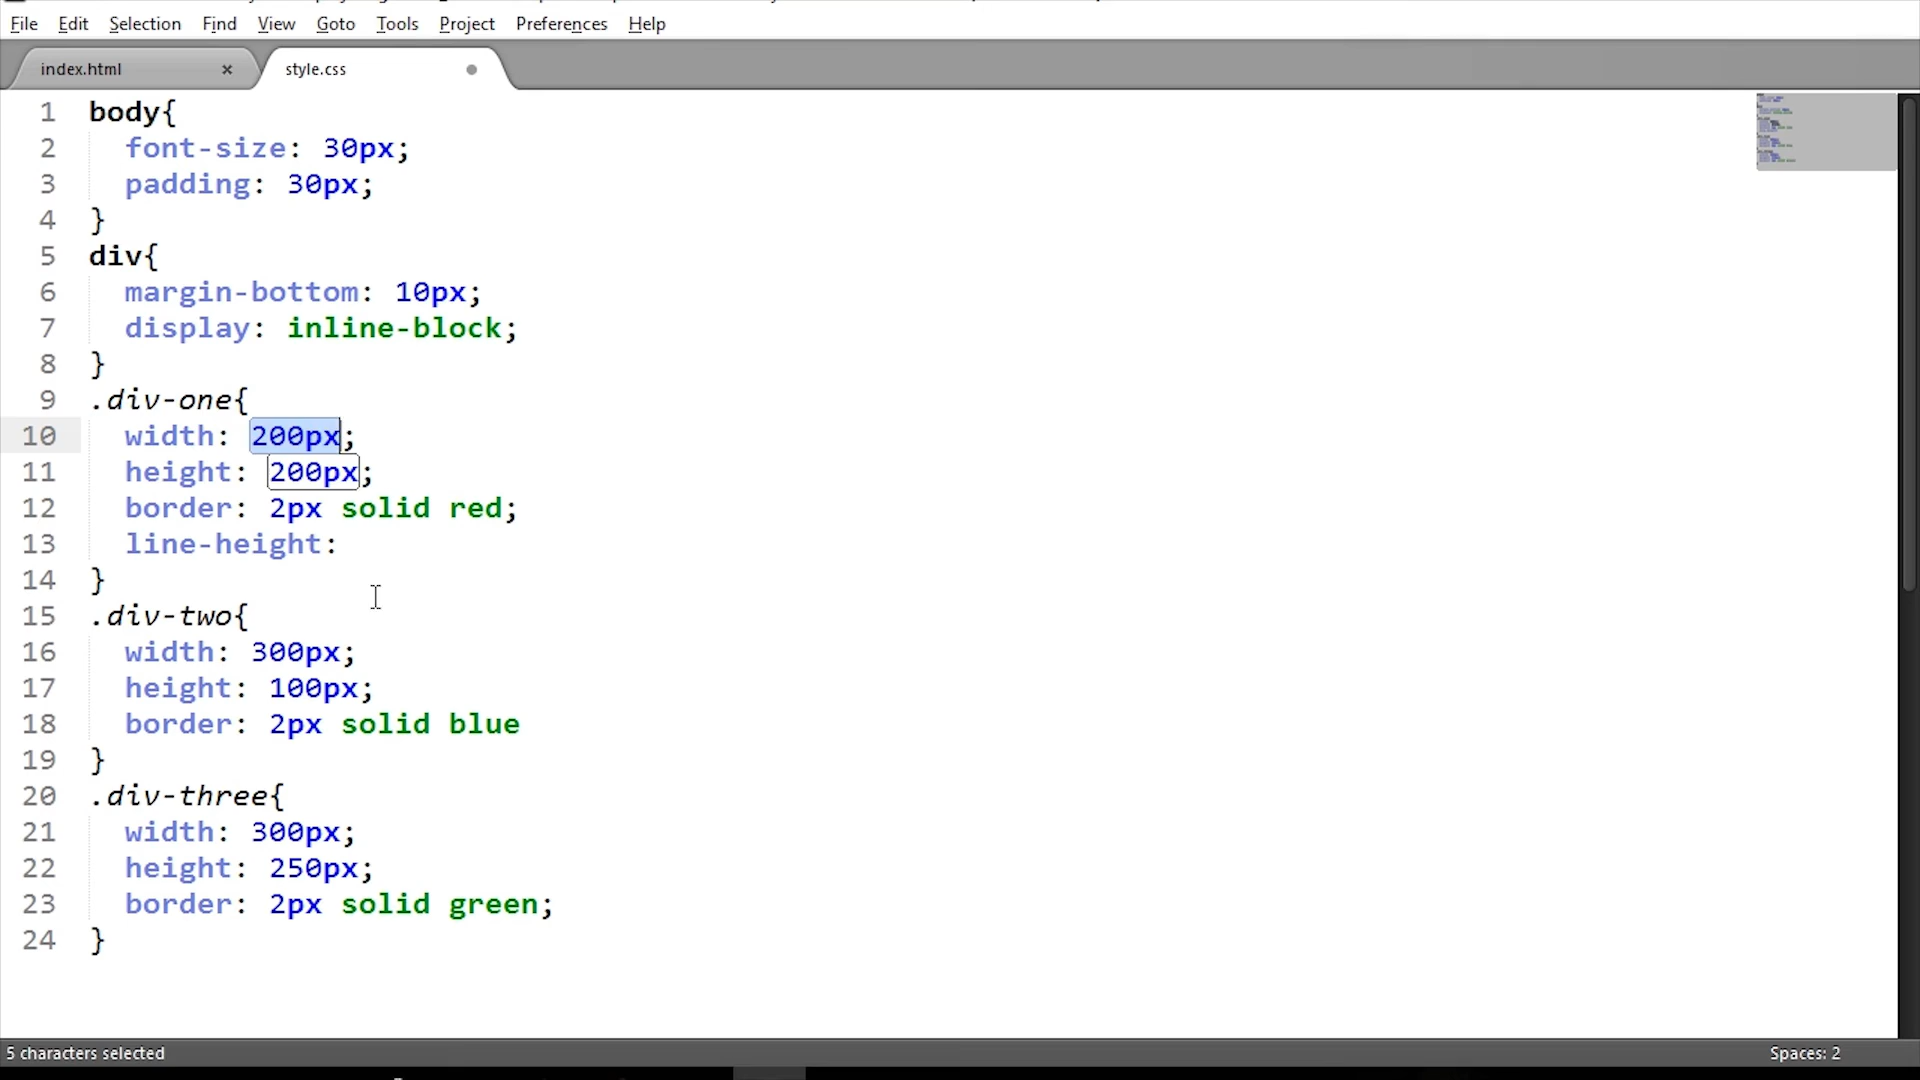 File Edit Selection Find View Goto Tools Project Preferences Help
index.html × style.css
1 body{
2 font-size: 30px;
3 padding: 30px;
4 }
5 div{
6 margin-bottom: 10px;
7 display: inline-block;
8 }
9 .div-one{
10 width: 200px;
11 height: 200px;
12 border: 2px solid red;
13 line-height:
14 }
15 .div-two{
16 width: 300px;
17 height: 100px;
18 border: 2px solid blue
19 }
20 .div-three{
21 width: 300px;
22 height: 250px;
23 border: 2px solid green;
24 }
5 characters selected Spaces: 2